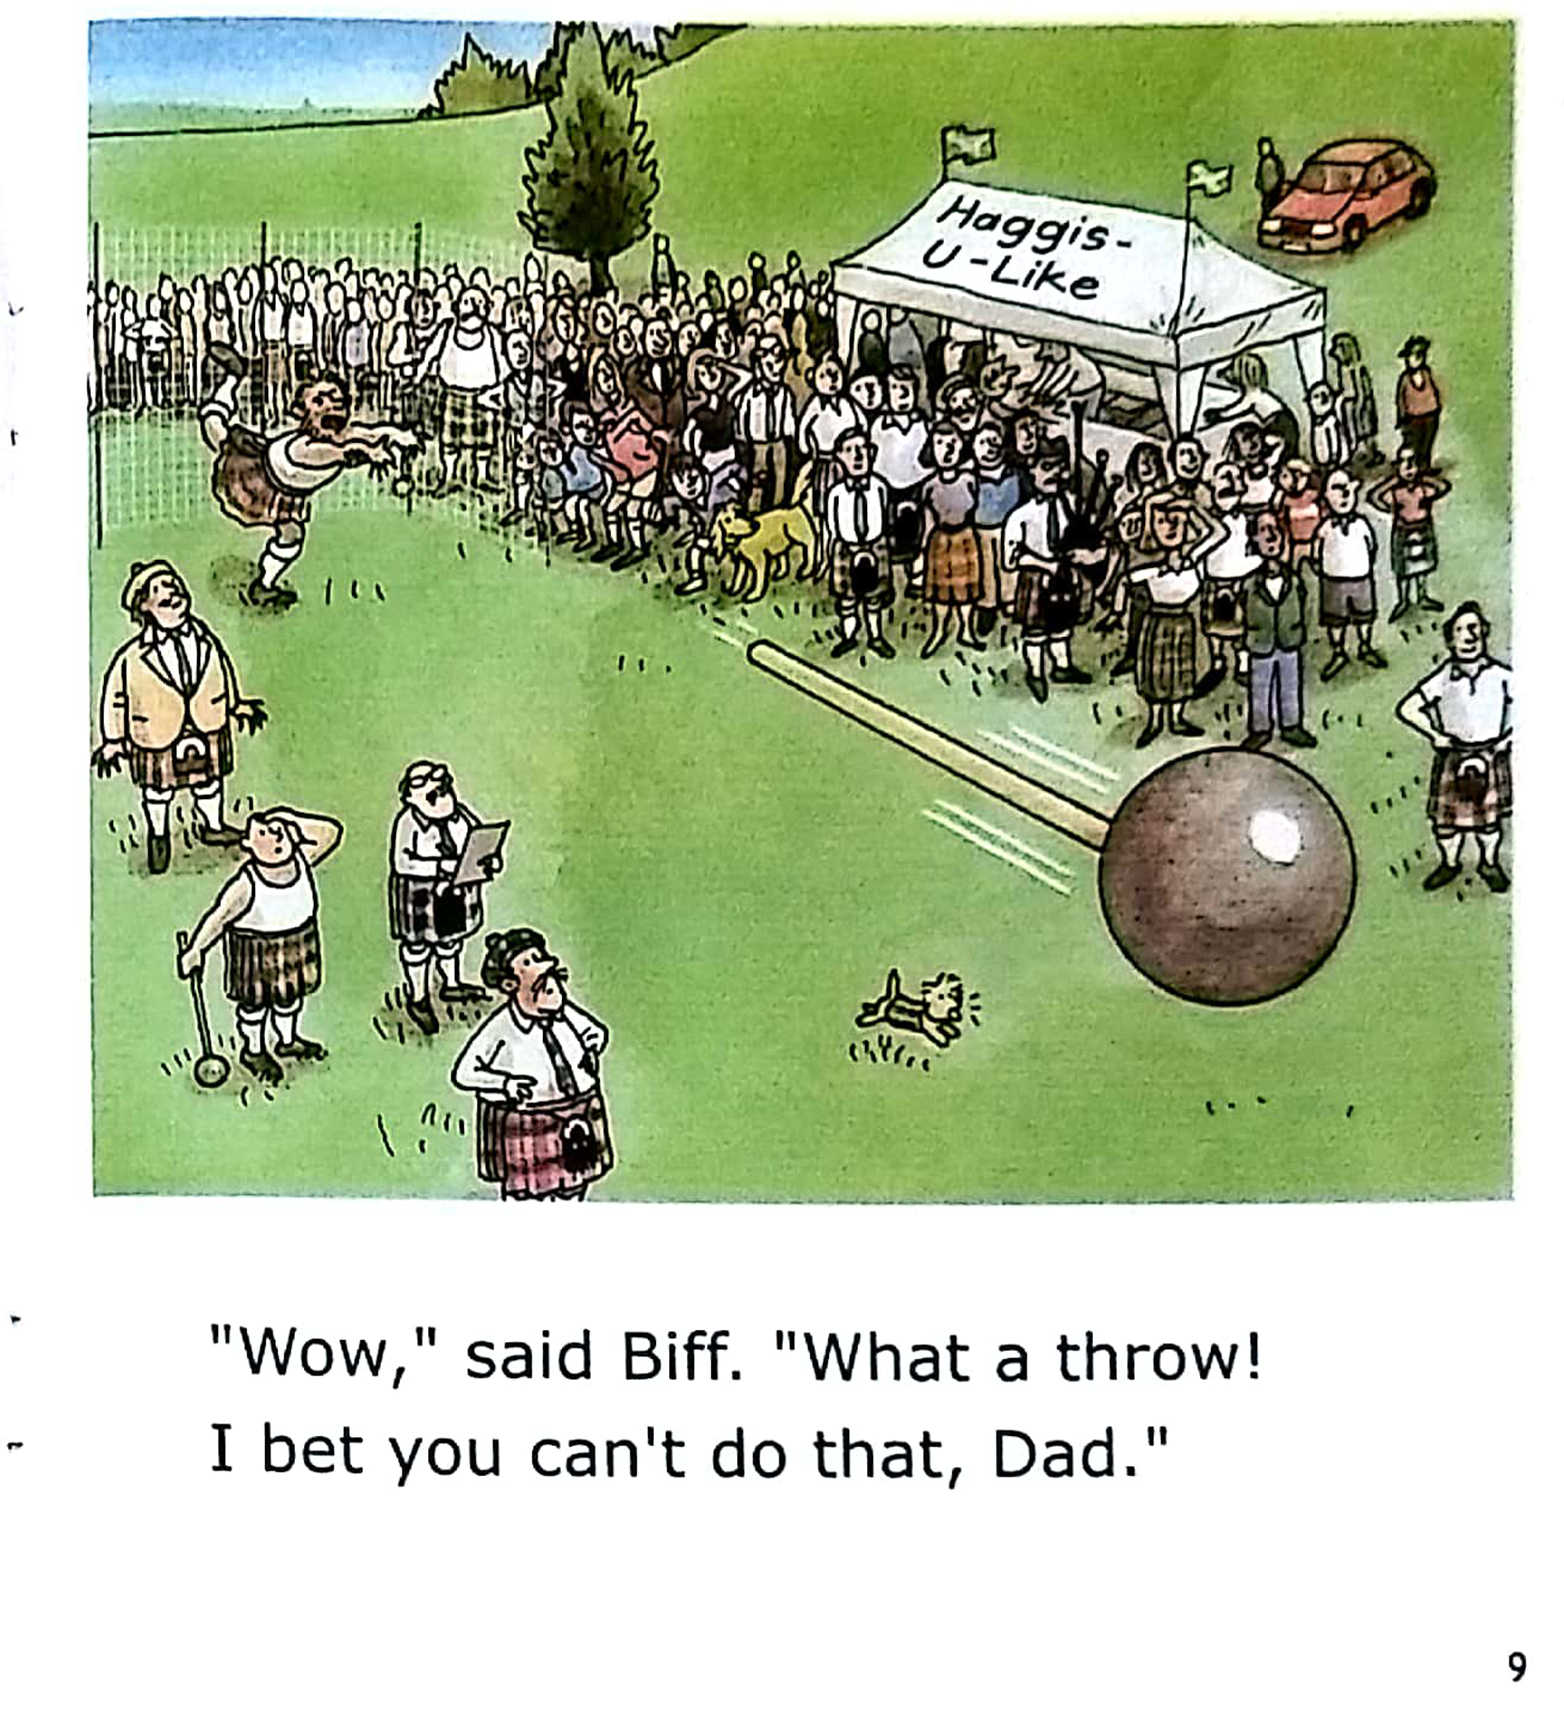 Haggis-
U-Like
"Wow," said Biff. "What a throw!
I bet you can't do that, Dad."
9